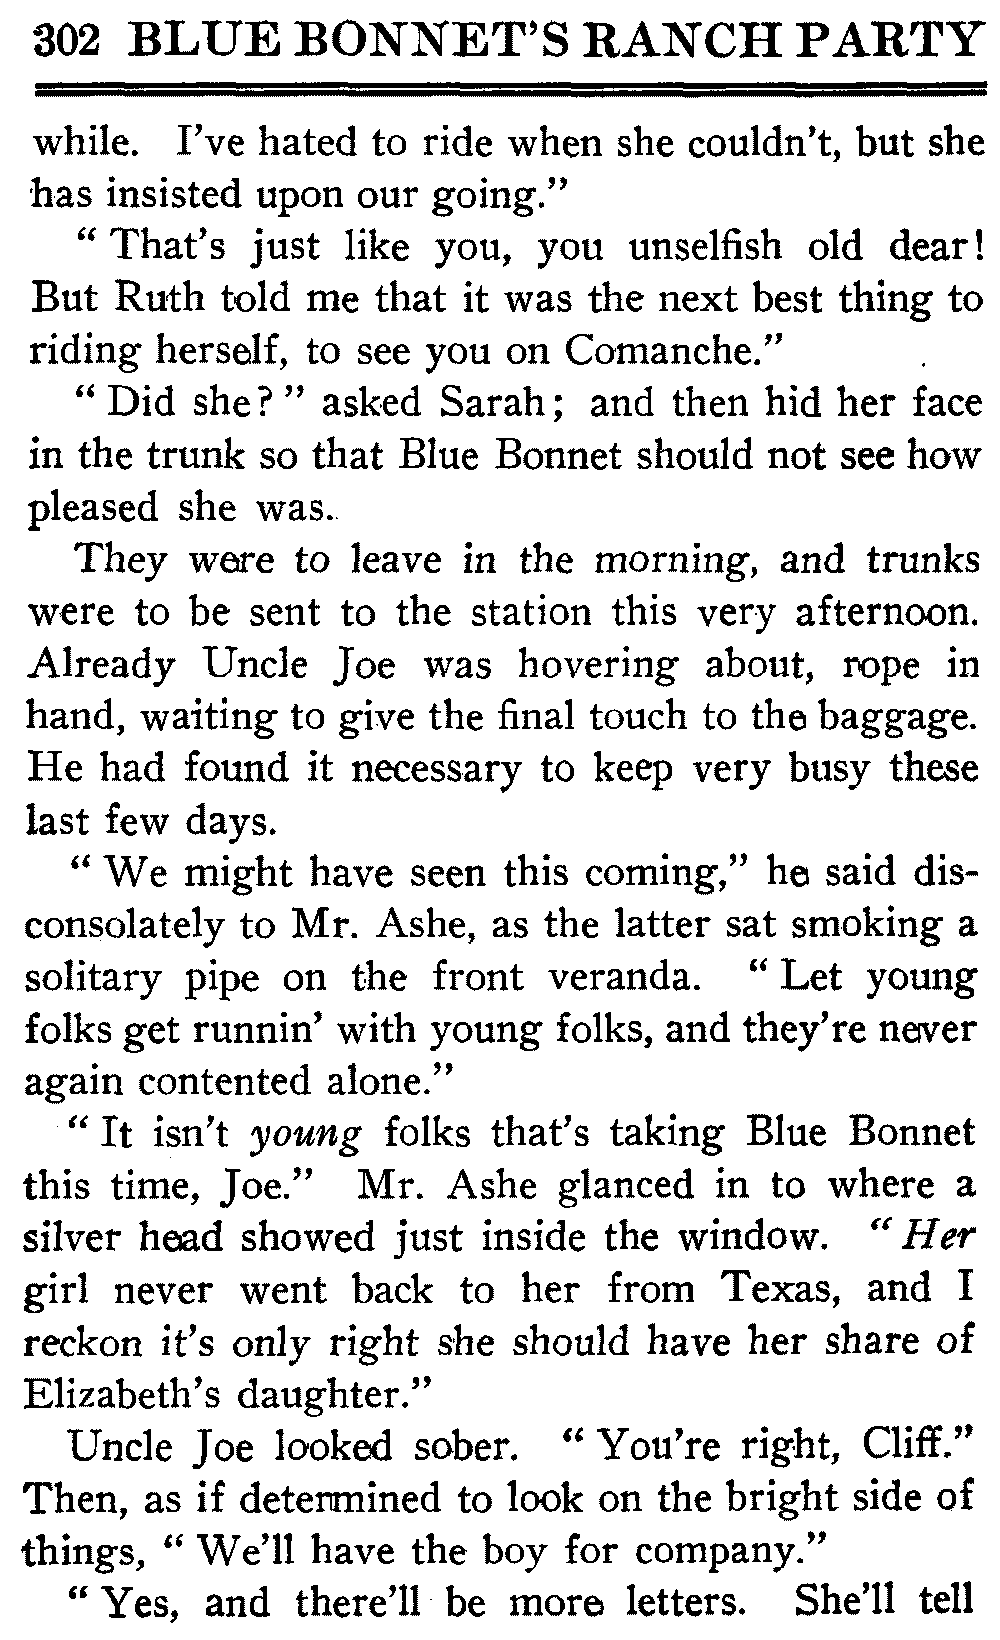 302 BLUE BONNET'S RANCH PARTY
while. I've hated to ride when she couldn't, but she
has insisted upon our going."
" That's just like you, you unselfish old dear!
But Ruth told me that it was the next best thing to
riding herself, to see you on Comanche."
" Did she? " asked Sarah; and then hid her face
in the trunk so that Blue Bonnet should not see how
pleased she was.
They were to leave in the morning, and trunks
were to be sent to the station this very afternoon.
Already Uncle Joe was hovering about, rope in
hand, waiting to give the final touch to the baggage.
He had found it necessary to keep very busy these
last few days.
" We might have seen this coming," he said dis-
consolately to Mr. Ashe, as the latter sat smoking a
solitary pipe on the front veranda. " Let young
folks get runnin' with young folks, and they're never
again contented alone."
" It isn't young folks that's taking Blue Bonnet
this time, Joe." Mr. Ashe glanced in to where a
silver head showed just inside the window. " Her
girl never went back to her from Texas, and I
reckon it's only right she should have her share of
Elizabeth's daughter."
Uncle Joe looked sober. " You're right, Cliff."
Then, as if determined to look on the bright side of
things, " We'll have the boy for company."
" Yes, and there'll be more letters. She'll tell